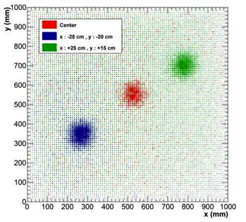 y (mm)
1000
900
800
700
600
500
400
300
200
100
0
Center
x : -25 cm , y : -20 cm
x : +25 cm , y : +15 cm
0 100 200 300 400 500 600 700 800 900 1000
x (mm)